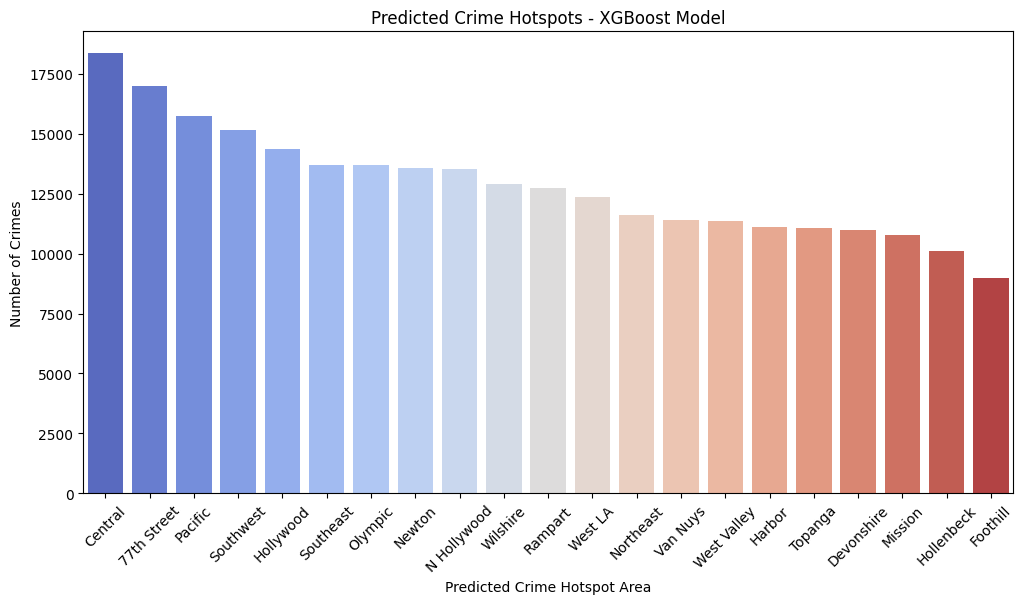 Predicted Crime Hotspots - XGBoost Model
Number of Crimes
17500
15000
12500
10000
7500
5000
2500
0
Central
77th Street
Pacific
Southwest
Hollywood
Southeast
Olympic
Newton
N Hollywood
Wilshire
Rampart
West LA
Northeast
Van Nuys
West Valley
Harbor
Topanga
Devonshire
Mission
Hollenbeck
Foothill
Predicted Crime Hotspot Area